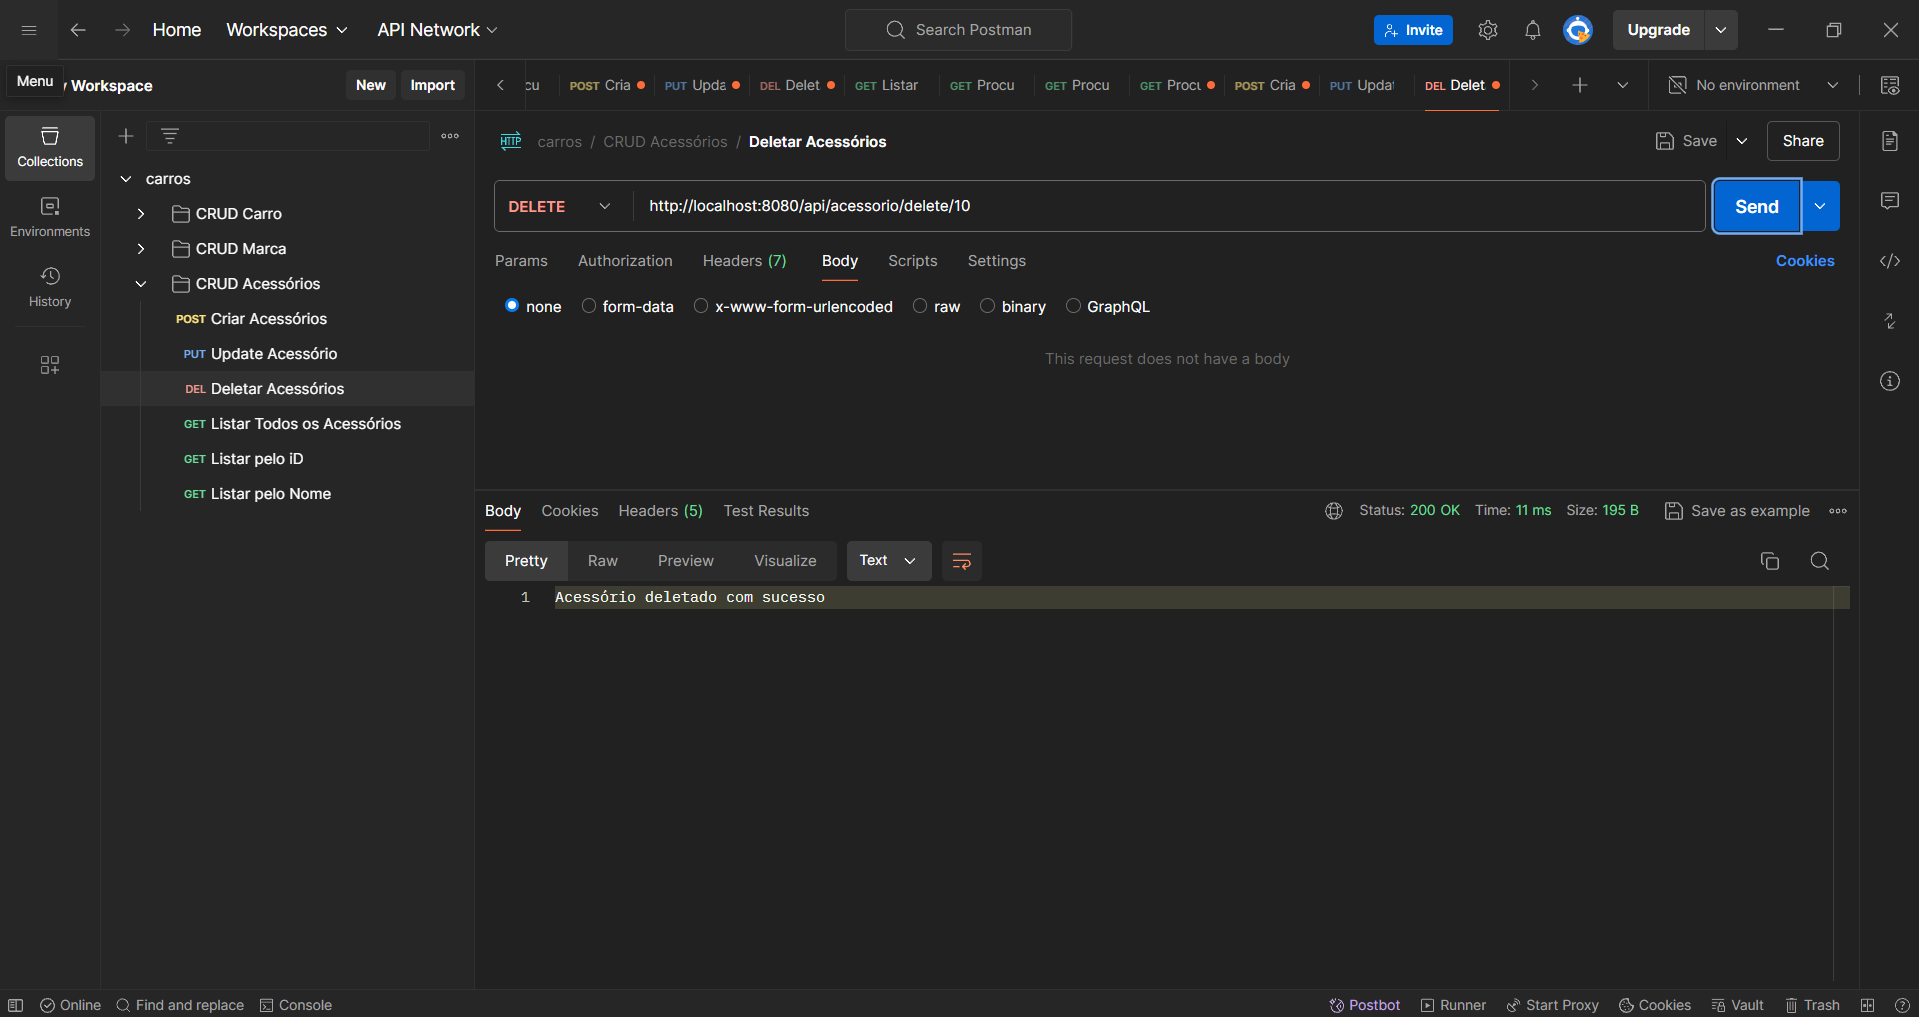 Home Workspaces API Network Search Postman Invite Upgrade
Menu Workspace New Import
cu POST Cria PUT Upda DEL Delet GET Listar GET Procu GET Procu GET Procu POST Cria PUT Updat DEL Delet No environment
Collections
Environments
History
carros
CRUD Carro
CRUD Marca
CRUD Acessórios
POST Criar Acessórios
PUT Update Acessório
DEL Deletar Acessórios
GET Listar Todos os Acessórios
GET Listar pelo iD
GET Listar pelo Nome
HTTP carros / CRUD Acessórios / Deletar Acessórios Save Share
DELETE http://localhost:8080/api/acessorio/delete/10 Send
Params Authorization Headers (7) Body Scripts Settings Cookies
none form-data x-www-form-urlencoded raw binary GraphQL
This request does not have a body
Body Cookies Headers (5) Test Results Status: 200 OK Time: 11 ms Size: 195 B Save as example
Pretty Raw Preview Visualize Text
1 Acessório deletado com sucesso
Online Find and replace Console Postbot Runner Start Proxy Cookies Vault Trash